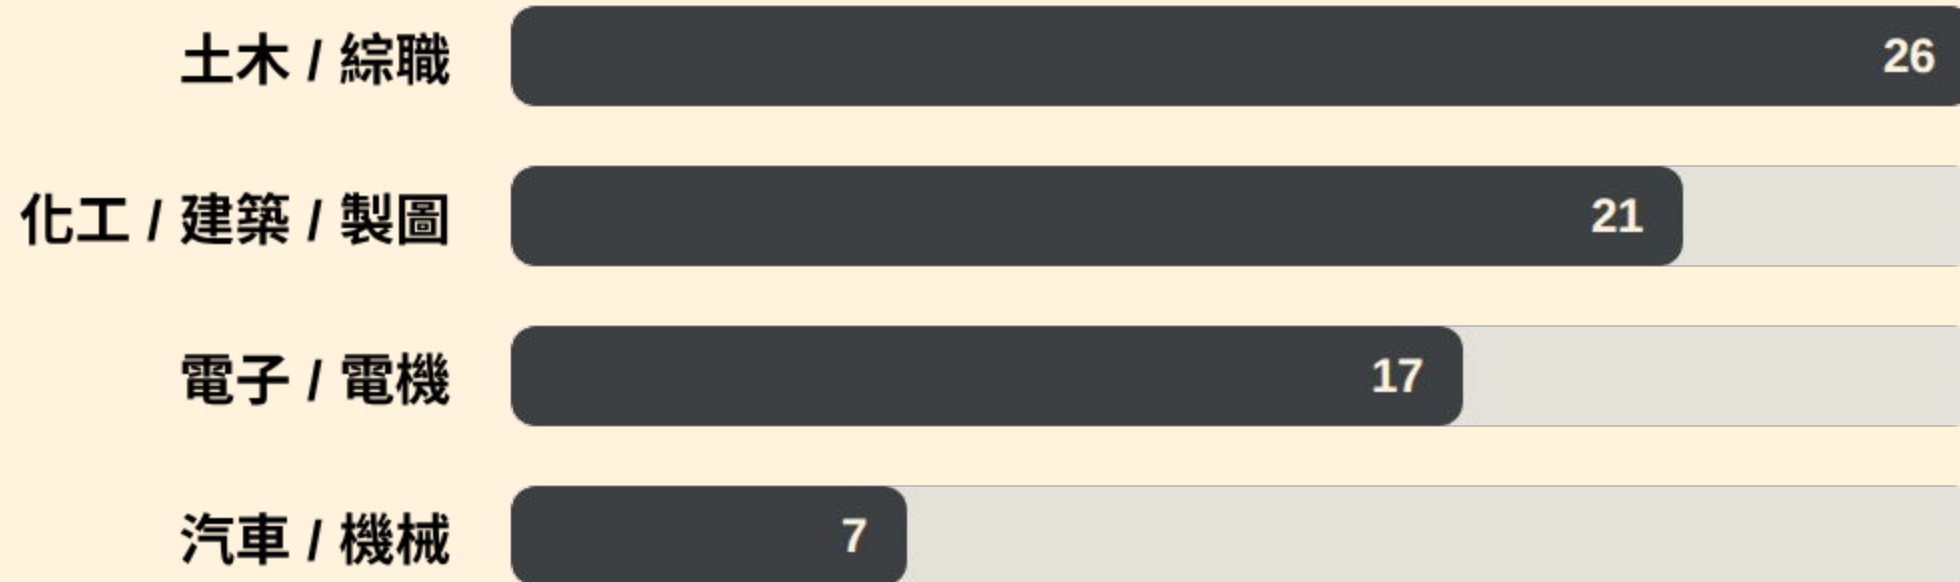 土木 / 綜職 26
化工 / 建築 / 製圖 21
電子 / 電機 17
汽車 / 機械 7